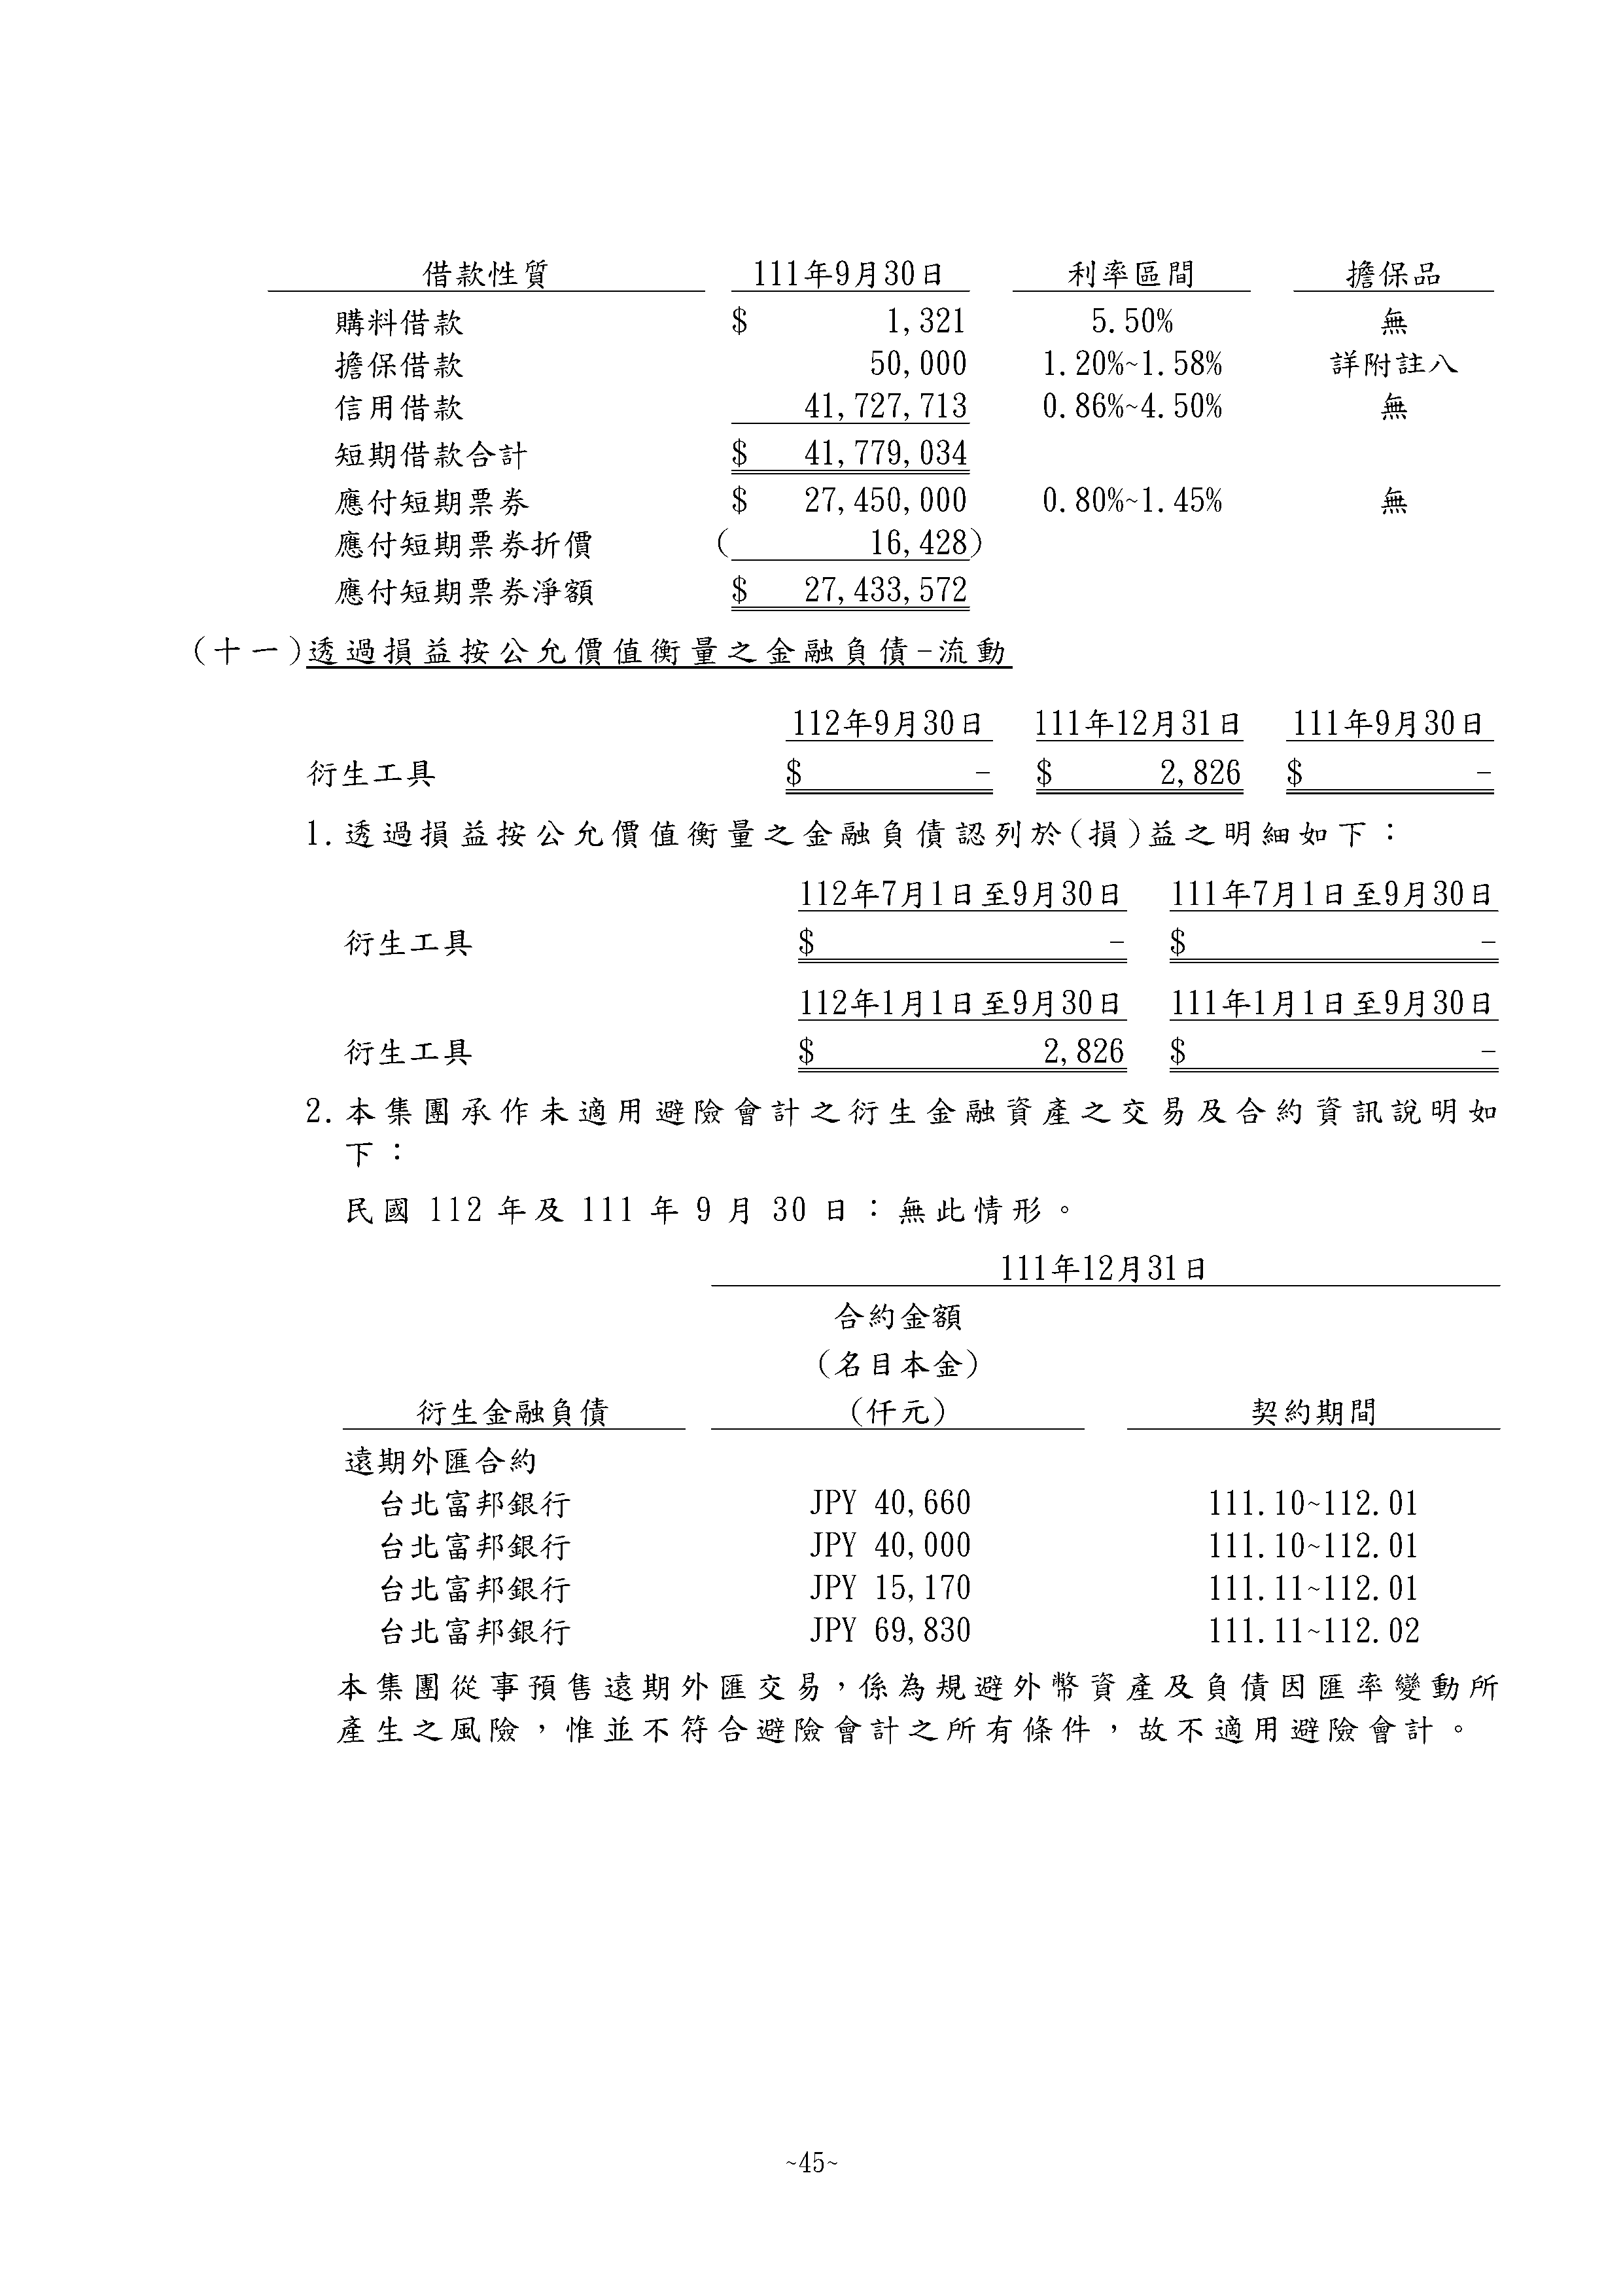 借款性質 111年9月30日 利率區間 擔保品
購料借款 $ 1,321 5.50% 無
擔保借款 50,000 1.20%~1.58% 詳附註八
信用借款 41,727,713 0.86%~4.50% 無
短期借款合計 $ 41,779,034
應付短期票券 $ 27,450,000 0.80%~1.45% 無
應付短期票券折價 ( 16,428)
應付短期票券淨額 $ 27,433,572
(十一)透過損益按公允價值衡量之金融負債-流動
112年9月30日 111年12月31日 111年9月30日
衍生工具 $ - $ 2,826 $ -
1.透過損益按公允價值衡量之金融負債認列於(損)益之明細如下：
112年7月1日至9月30日 111年7月1日至9月30日
衍生工具 $ - $ -
112年1月1日至9月30日 111年1月1日至9月30日
衍生工具 $ 2,826 $ -
2.本集團承作未適用避險會計之衍生金融資產之交易及合約資訊說明如
下：
民國 112 年及 111 年 9 月 30 日：無此情形。
111年12月31日
合約金額
(名目本金)
衍生金融負債 (仟元) 契約期間
遠期外匯合約
台北富邦銀行 JPY 40,660 111.10~112.01
台北富邦銀行 JPY 40,000 111.10~112.01
台北富邦銀行 JPY 15,170 111.11~112.01
台北富邦銀行 JPY 69,830 111.11~112.02
本集團從事預售遠期外匯交易，係為規避外幣資產及負債因匯率變動所
產生之風險，惟並不符合避險會計之所有條件，故不適用避險會計。
~45~